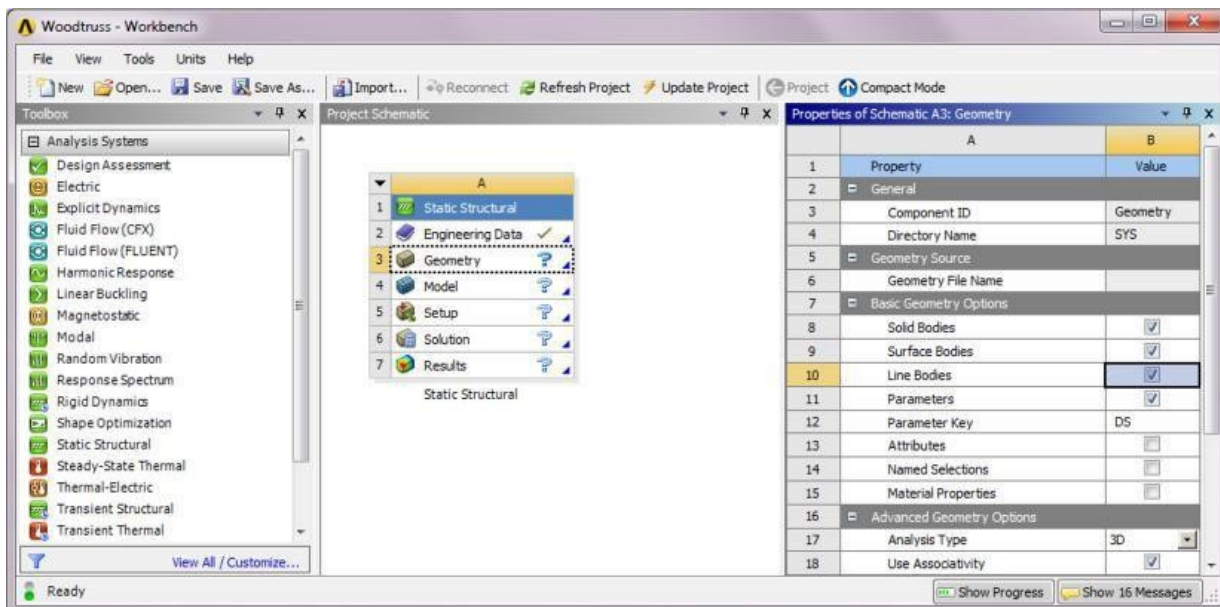 Woodtruss - Workbench
File View Tools Units Help
New Open... Save Save As... Import... Reconnect Refresh Project Update Project Project Compact Mode
Toolbox
Analysis Systems
Design Assessment
Electric
Explicit Dynamics
Fluid Flow (CFX)
Fluid Flow (FLUENT)
Harmonic Response
Linear Buckling
Magnetostatic
Modal
Random Vibration
Response Spectrum
Rigid Dynamics
Shape Optimization
Static Structural
Steady-State Thermal
Thermal-Electric
Transient Structural
Transient Thermal
View All / Customize...
Project Schematic
A
1 Static Structural
2 Engineering Data
3 Geometry
4 Model
5 Setup
6 Solution
7 Results
Static Structural
Properties of Schematic A3: Geometry
A B
1 Property Value
2 General
3 Component ID Geometry
4 Directory Name SYS
5 Geometry Source
6 Geometry File Name
7 Basic Geometry Options
8 Solid Bodies
9 Surface Bodies
10 Line Bodies
11 Parameters
12 Parameter Key DS
13 Attributes
14 Named Selections
15 Material Properties
16 Advanced Geometry Options
17 Analysis Type 3D
18 Use Associativity
Ready Show Progress Show 16 Messages